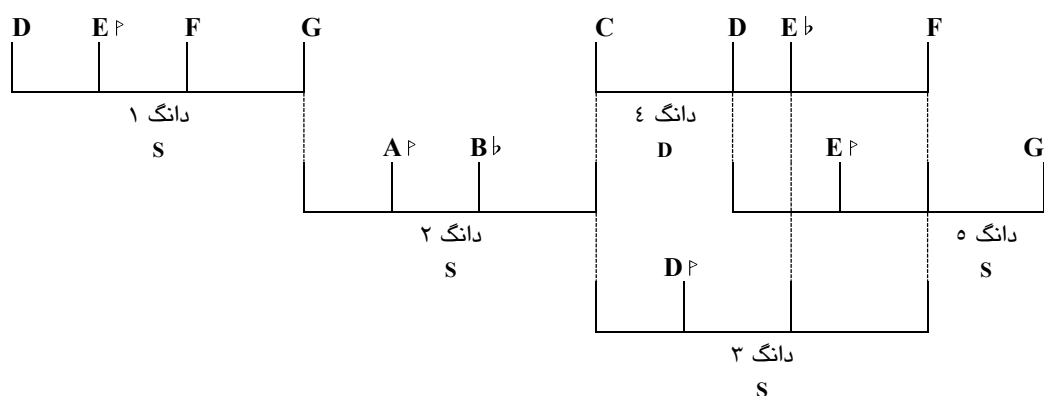 D E𝄳 F G C D E♭ F
دانگ ۱ دانگ ٤
S D
A𝄳 B♭ E𝄳 G
دانگ ۲ دانگ ٥
S S
D𝄳
دانگ ۳
S